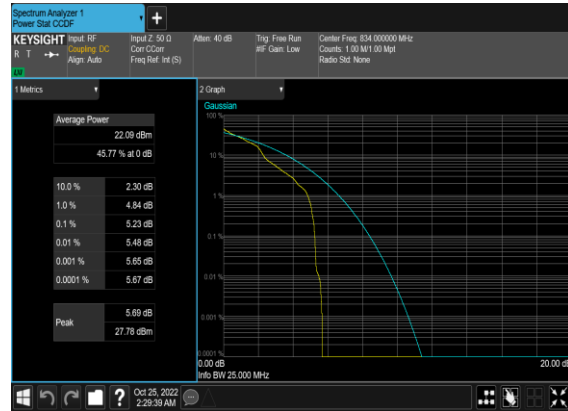 Spectrum Analyzer 1
Power Stat CCDF
KEYSIGHT
R T
LW
Input: RF
Coupling: DC
Align: Auto
Input Z: 50 Ω
Corr CCorr
Freq Ref: Int (S)
Atten: 40 dB
Trig: Free Run
#IF Gain: Low
Center Freq: 834.000000 MHz
Counts: 1.00 M/1.00 Mpt
Radio Std: None
1 Metrics
Average Power
22.09 dBm
45.77 % at 0 dB
10.0 % 2.30 dB
1.0 % 4.84 dB
0.1 % 5.23 dB
0.01 % 5.48 dB
0.001 % 5.65 dB
0.0001 % 5.67 dB
Peak
5.69 dB
27.78 dBm
2 Graph
Gaussian
100 %
10 %
1 %
0.1 %
0.01 %
0.001 %
0.0001 %
0.00 dB
20.00 dB
Info BW 25.000 MHz
?
Oct 25, 2022
2:29:39 AM